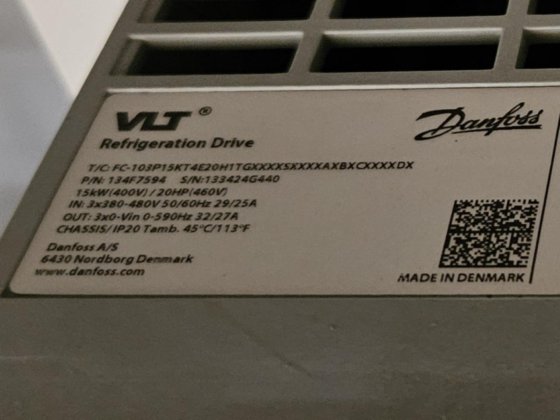 VLT ®
Danfoss
Refrigeration Drive
T/C: FC-103P15KT4E20H1TGXXXXSXXXXAXBXCXXXXDX
P/N: 134F7594 S/N:133424G440
15kW(400V) / 20HP(460V)
IN: 3x380-480V 50/60Hz 29/25A
OUT: 3x0-Vin 0-590Hz 32/27A
CHASSIS/ IP20 Tamb. 45°C/113°F
Danfoss A/S
6430 Nordborg Denmark
www.danfoss.com
MADE IN DENMARK